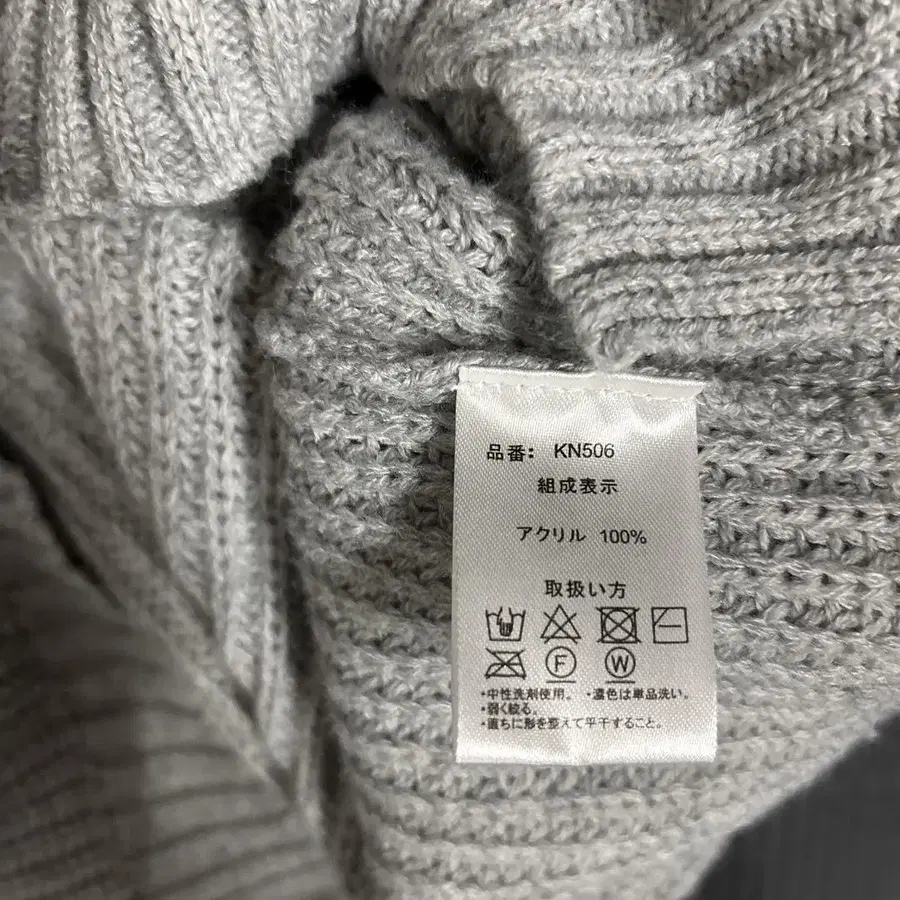 品番: KN506
組成表示
アクリル 100%
取扱い方
F W
・中性洗剤使用。 ・濃色は単品洗い。
・弱く絞る。
・直ちに形を整えて平干すること。